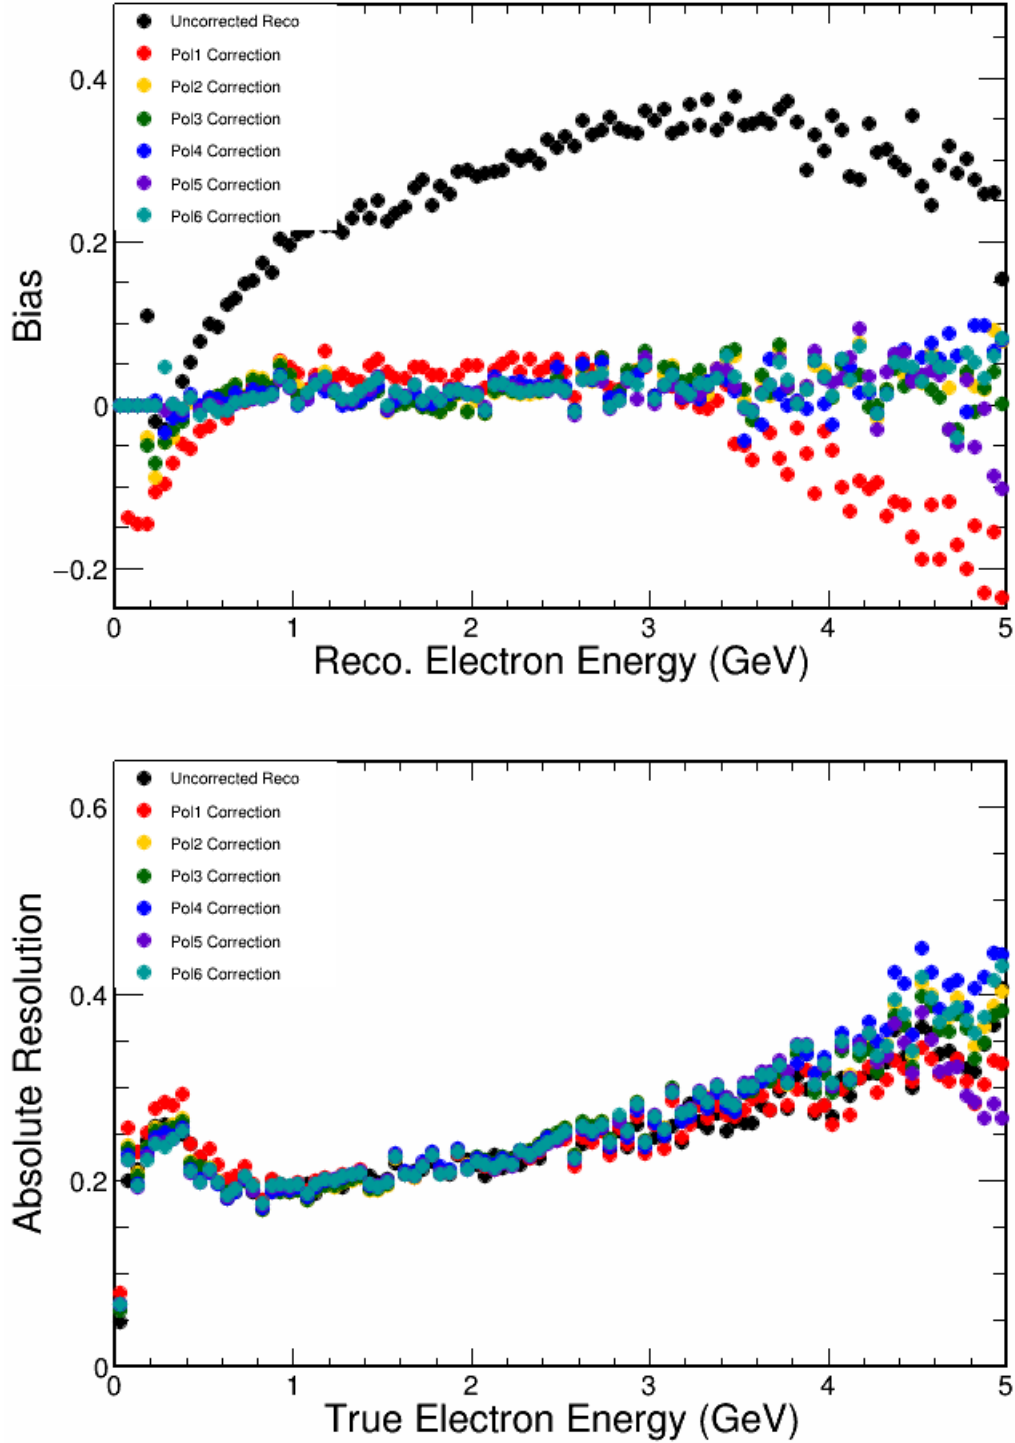 Uncorrected Reco
Pol1 Correction
Pol2 Correction
Pol3 Correction
Pol4 Correction
Pol5 Correction
Pol6 Correction
0.4
0.2
0
−0.2
Bias
0 1 2 3 4 5
Reco. Electron Energy (GeV)
Uncorrected Reco
Pol1 Correction
Pol2 Correction
Pol3 Correction
Pol4 Correction
Pol5 Correction
Pol6 Correction
0.6
0.4
0.2
0
Absolute Resolution
0 1 2 3 4 5
True Electron Energy (GeV)